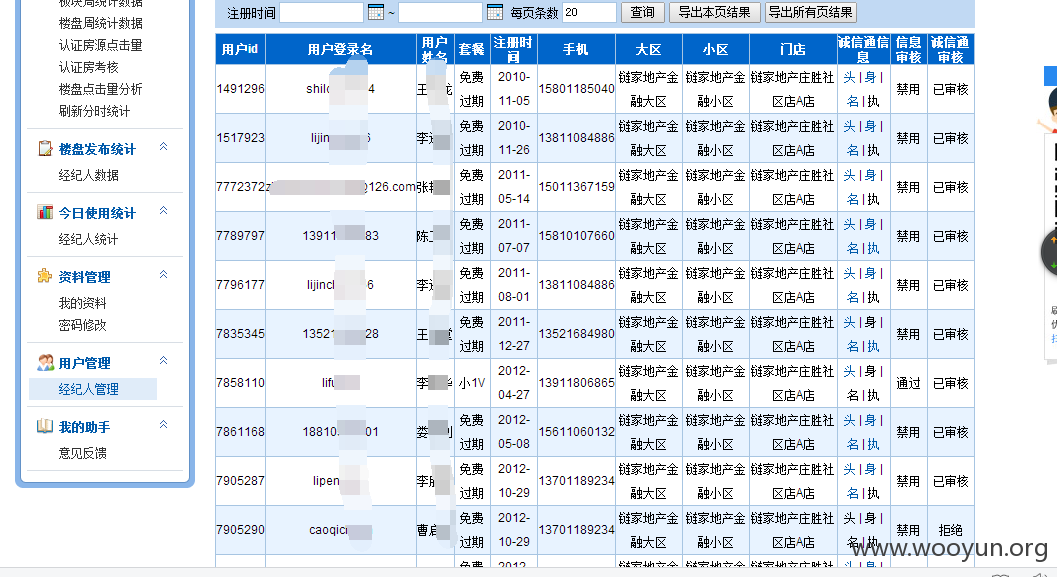 板块周统计数据
楼盘周统计数据
认证房源点击量
认证房考核
楼盘点击量分析
刷新分时统计
楼盘发布统计
经纪人数据
今日使用统计
经纪人统计
资料管理
我的资料
密码修改
用户管理
经纪人管理
我的助手
意见反馈
注册时间 ~ 每页条数 20 查询 导出本页结果 导出所有页结果
用户id 用户登录名 用户姓名 套餐 注册时间 手机 大区 小区 门店 诚信通信息 信息审核 诚信通审核
1491296 shil 4 王 龙 免费过期 2010-11-05 15801185040 链家地产金融大区 链家地产金融小区 链家地产庄胜社区店A店 头|身|名|执 禁用 已审核
1517923 lijin 6 李 免费过期 2010-11-26 13811084886 链家地产金融大区 链家地产金融小区 链家地产庄胜社区店A店 头|身|名|执 禁用 已审核
7772372 z @126.com 张 免费过期 2011-05-14 15011367159 链家地产金融大区 链家地产金融小区 链家地产庄胜社区店A店 头|身|名|执 禁用 已审核
7789797 13911 83 陈 免费过期 2011-07-07 15810107660 链家地产金融大区 链家地产金融小区 链家地产庄胜社区店A店 头|身|名|执 禁用 已审核
7796177 lijincl 6 李 免费过期 2011-08-01 13811084886 链家地产金融大区 链家地产金融小区 链家地产庄胜社区店A店 头|身|名|执 禁用 已审核
7835345 1352 28 王 免费过期 2011-12-27 13521684980 链家地产金融大区 链家地产金融小区 链家地产庄胜社区店A店 头|身|名|执 禁用 已审核
7858110 lif 李 小1V 2012-04-27 13911806865 链家地产金融大区 链家地产金融小区 链家地产庄胜社区店A店 头|身|名|执 通过 已审核
7861168 18810 01 娄 免费过期 2012-05-08 15611060132 链家地产金融大区 链家地产金融小区 链家地产庄胜社区店A店 头|身|名|执 禁用 已审核
7905287 lipen 李 免费过期 2012-10-29 13701189234 链家地产金融大区 链家地产金融小区 链家地产庄胜社区店A店 头|身|名|执 禁用 已审核
7905290 caoqic 曹 免费过期 2012-10-29 13701189234 链家地产金融大区 链家地产金融小区 链家地产庄胜社区店A店 头|身|名|执 禁用 拒绝
www.wooyun.org